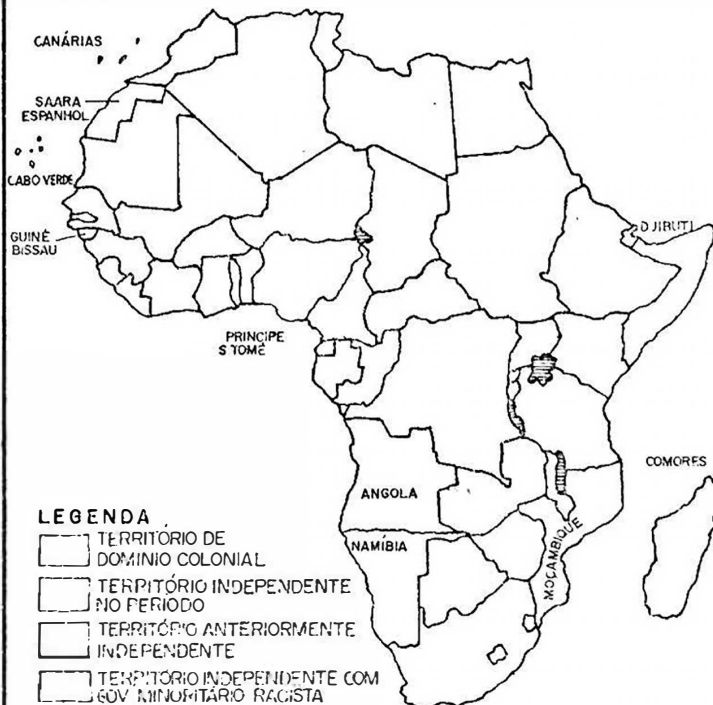 CANÁRIAS
SAARA
ESPANHOL
CABO VERDE
GUINÉ
BISSAU
DJIBUTI
PRINCIPE
S TOMÉ
COMORES
ANGOLA
NAMÍBIA
MOÇAMBIQUE
LEGENDA
TERRITÓRIO DE
DOMINIO COLONIAL
TERRITÓRIO INDEPENDENTE
NO PERIODO
TERRITÓRIO ANTERIORMENTE
INDEPENDENTE
TERRITÓRIO INDEPENDENTE COM
GOV MINORITÁRIO RACISTA